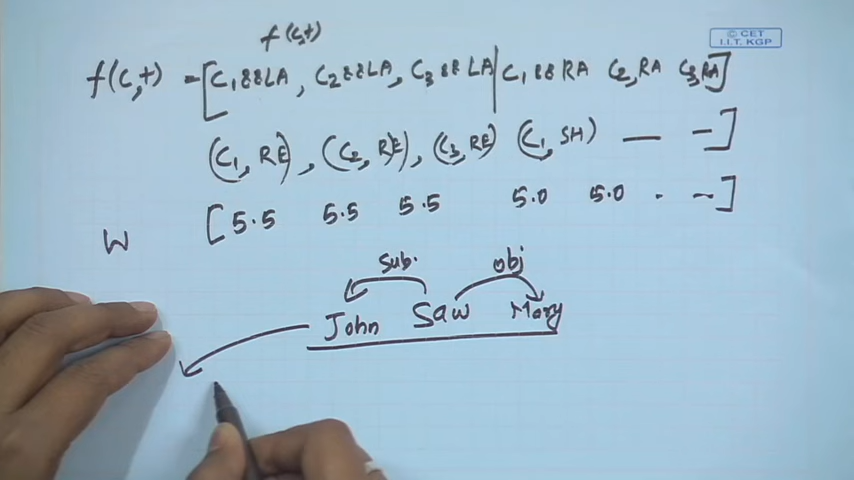 f(c,t)
© CET
I.I.T. KGP
f(c,t) = [C1&&LA, C2&&LA, C3&&LA | C1&&RA C2,RA C3,RA]
(C1, RE), (C2, RE), (C3, RE) (C1, SH) — –]
W [5.5 5.5 5.5 5.0 5.0 . ~]
sub. obj
John Saw Mary